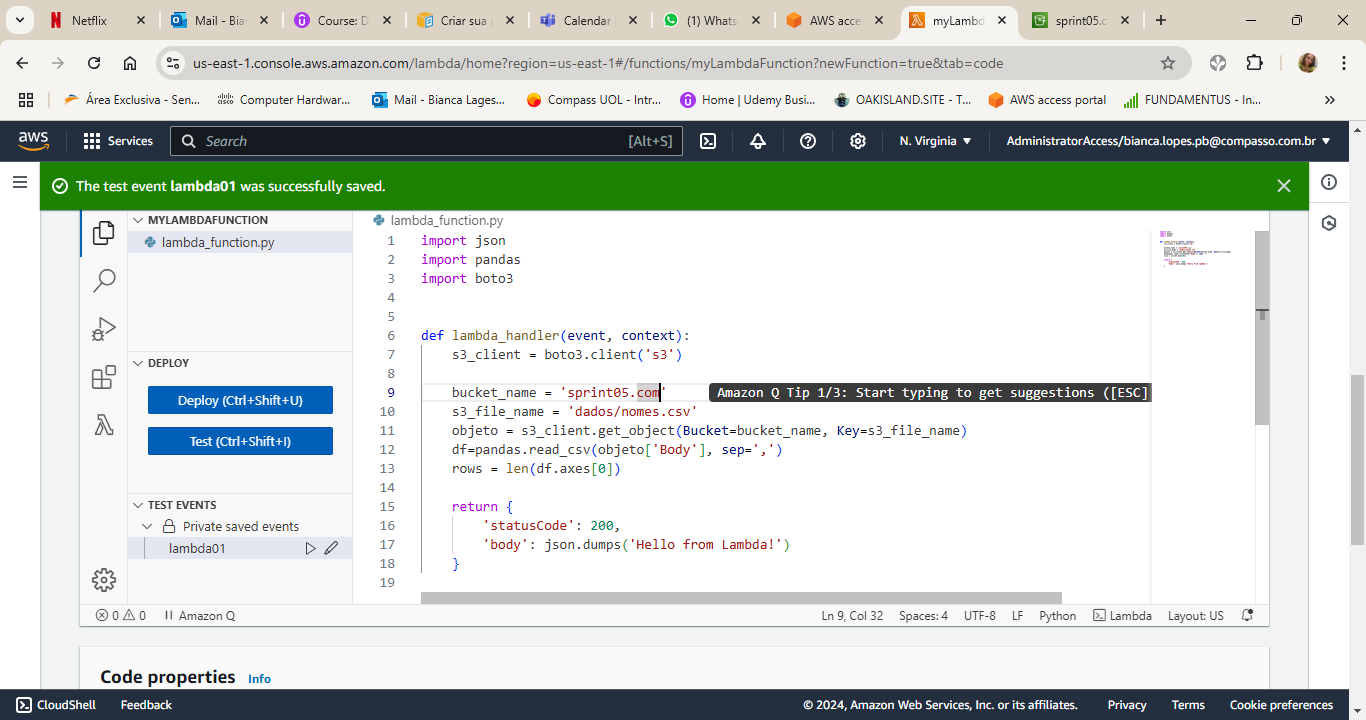 Netflix
Mail - Bia
Course: D
Criar sua
Calendar
(1) Whats
AWS acce
myLambd
sprint05.c
us-east-1.console.aws.amazon.com/lambda/home?region=us-east-1#/functions/myLambdaFunction?newFunction=true&tab=code
Área Exclusiva - Sen...
Computer Hardwar...
Mail - Bianca Lages...
Compass UOL - Intr...
Home | Udemy Busi...
OAKISLAND.SITE - T...
AWS access portal
FUNDAMENTUS - In...
aws
Services
Search
[Alt+S]
N. Virginia
AdministratorAccess/bianca.lopes.pb@compasso.com.br
The test event lambda01 was successfully saved.
MYLAMBDAFUNCTION
lambda_function.py
DEPLOY
Deploy (Ctrl+Shift+U)
Test (Ctrl+Shift+I)
TEST EVENTS
Private saved events
lambda01
lambda_function.py
1 import json
2 import pandas
3 import boto3
4
5
6 def lambda_handler(event, context):
7 s3_client = boto3.client('s3')
8
9 bucket_name = 'sprint05.com' Amazon Q Tip 1/3: Start typing to get suggestions ([ESC]
10 s3_file_name = 'dados/nomes.csv'
11 objeto = s3_client.get_object(Bucket=bucket_name, Key=s3_file_name)
12 df=pandas.read_csv(objeto['Body'], sep=',')
13 rows = len(df.axes[0])
14
15 return {
16 'statusCode': 200,
17 'body': json.dumps('Hello from Lambda!')
18 }
19
0 0 Amazon Q Ln 9, Col 32 Spaces: 4 UTF-8 LF Python Lambda Layout: US
Code properties Info
CloudShell Feedback © 2024, Amazon Web Services, Inc. or its affiliates. Privacy Terms Cookie preferences